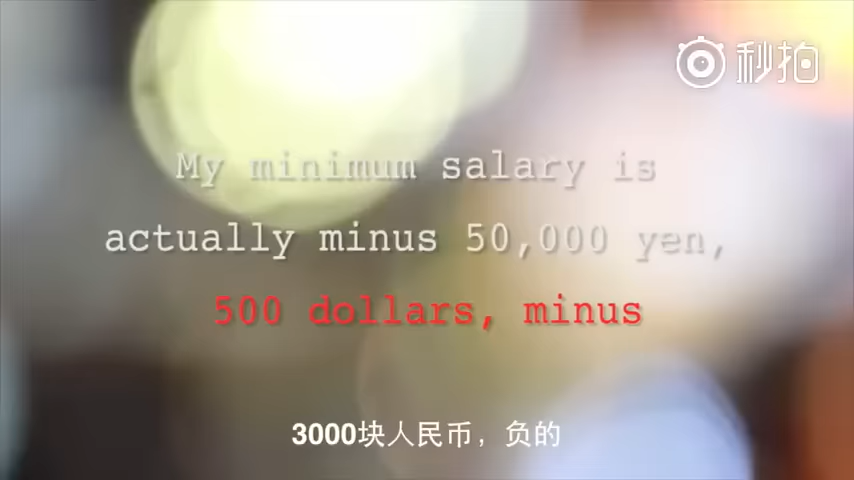 秒拍
My minimum salary is
actually minus 50,000 yen,
500 dollars, minus
3000块人民币，负的